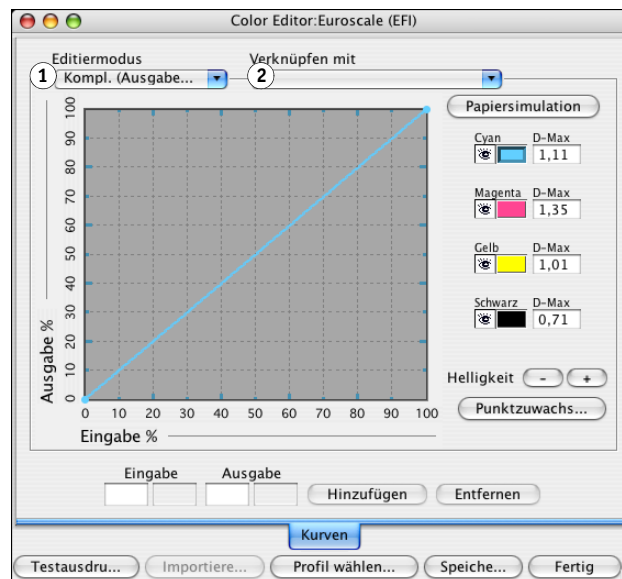 Color Editor:Euroscale (EFI)
Editiermodus
Verknüpfen mit
1
Kompl. (Ausgabe...
2
Papiersimulation
Cyan D-Max
1,11
Magenta D-Max
1,35
Gelb D-Max
1,01
Schwarz D-Max
0,71
Helligkeit - +
Punktzuwachs...
Ausgabe %
100
90
80
70
60
50
40
30
20
10
0
0 10 20 30 40 50 60 70 80 90 100
Eingabe %
Eingabe Ausgabe
Hinzufügen Entfernen
Kurven
Testausdru... Importiere... Profil wählen... Speiche... Fertig